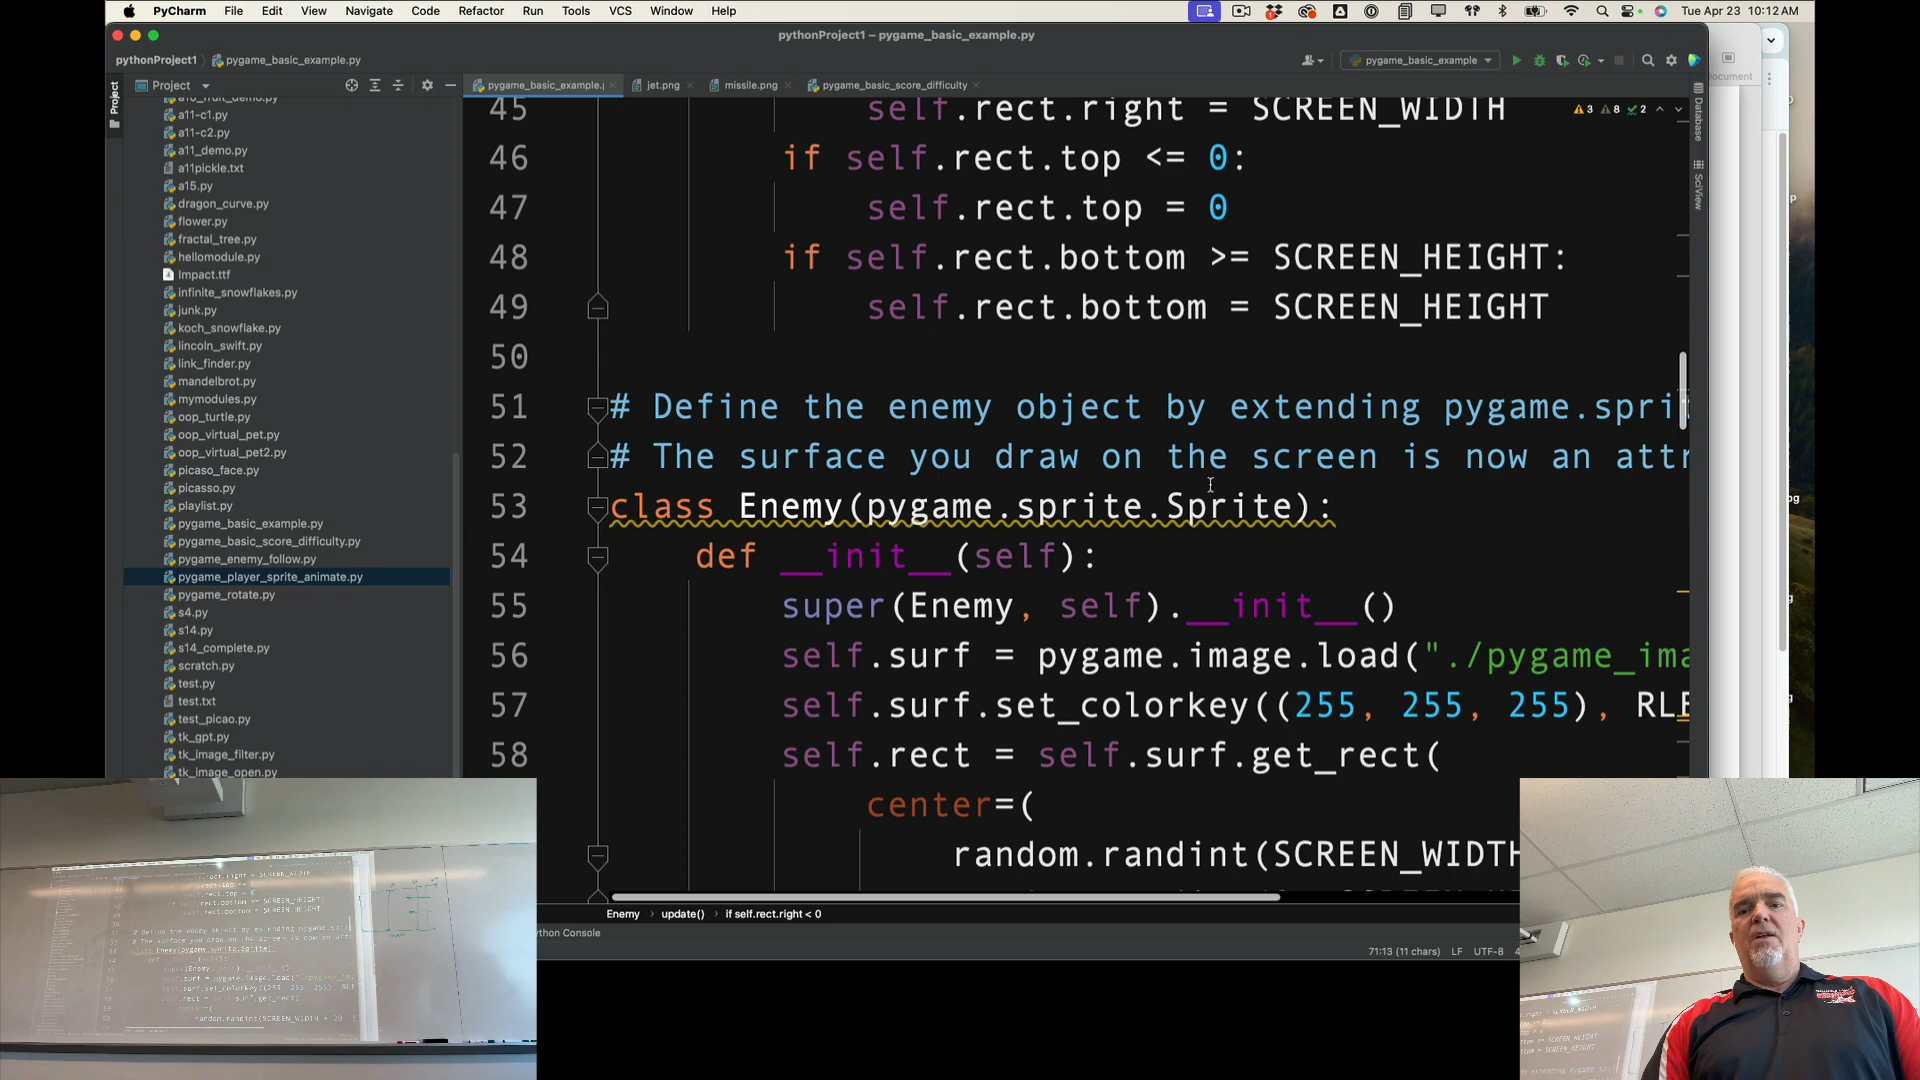 PyCharm File Edit View Navigate Code Refactor Run Tools VCS Window Help
Tue Apr 23 10:12 AM
pythonProject1 – pygame_basic_example.py
pythonProject1 pygame_basic_example.py
pygame_basic_example
Project
pygame_basic_example. jet.png missile.png pygame_basic_score_difficulty
Project
a10_fruit_demo.py
a11-c1.py
a11-c2.py
a11_demo.py
a11pickle.txt
a15.py
dragon_curve.py
flower.py
fractal_tree.py
hellomodule.py
Impact.ttf
infinite_snowflakes.py
junk.py
koch_snowflake.py
lincoln_swift.py
link_finder.py
mandelbrot.py
mymodules.py
oop_turtle.py
oop_virtual_pet.py
oop_virtual_pet2.py
picaso_face.py
picasso.py
playlist.py
pygame_basic_example.py
pygame_basic_score_difficulty.py
pygame_enemy_follow.py
pygame_player_sprite_animate.py
pygame_rotate.py
s4.py
s14.py
s14_complete.py
scratch.py
test.py
test.txt
test_picao.py
tk_gpt.py
tk_image_filter.py
tk_image_open.py
45 self.rect.right = SCREEN_WIDTH
46 if self.rect.top <= 0:
47 self.rect.top = 0
48 if self.rect.bottom >= SCREEN_HEIGHT:
49 self.rect.bottom = SCREEN_HEIGHT
50
51 # Define the enemy object by extending pygame.sprit
52 # The surface you draw on the screen is now an attr
53 class Enemy(pygame.sprite.Sprite):
54 def __init__(self):
55 super(Enemy, self).__init__()
56 self.surf = pygame.image.load("./pygame_ima
57 self.surf.set_colorkey((255, 255, 255), RLE
58 self.rect = self.surf.get_rect(
center=(
random.randint(SCREEN_WIDTH
3 8 2
Database
SciView
Enemy update() if self.rect.right < 0
thon Console
71:13 (11 chars) LF UTF-8 4